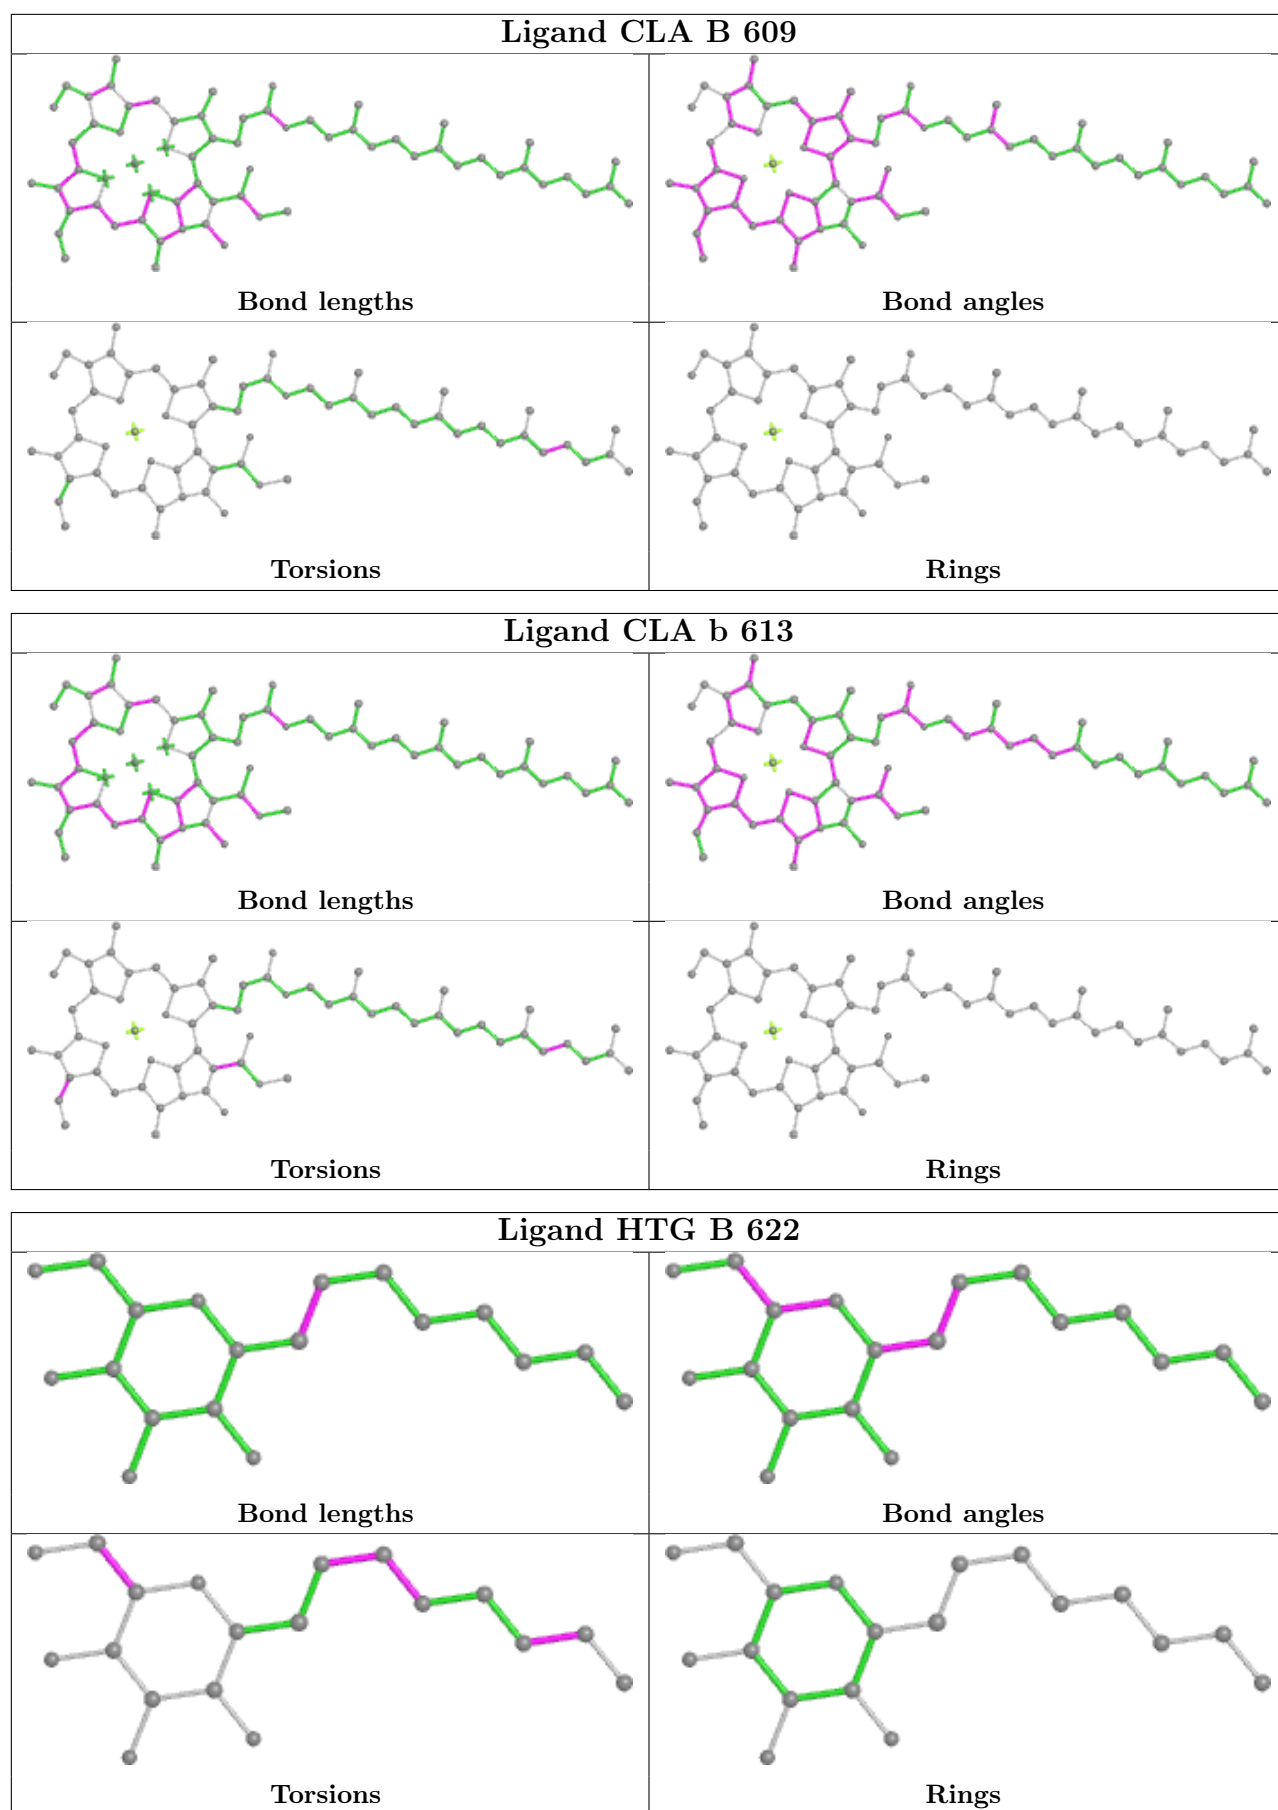 Ligand CLA B 609
Bond lengths
Bond angles
Torsions
Rings
Ligand CLA b 613
Bond lengths
Bond angles
Torsions
Rings
Ligand HTG B 622
Bond lengths
Bond angles
Torsions
Rings